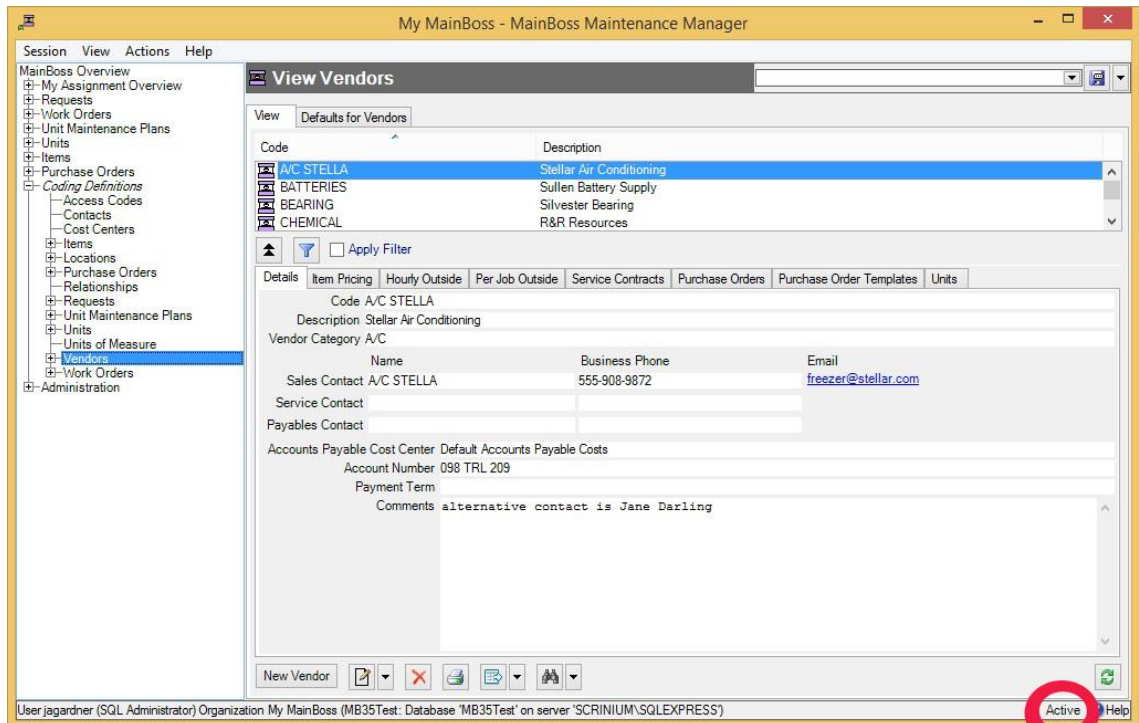 My MainBoss - MainBoss Maintenance Manager
Session View Actions Help
MainBoss Overview
My Assignment Overview
Requests
Work Orders
Unit Maintenance Plans
Units
Items
Purchase Orders
Coding Definitions
Access Codes
Contacts
Cost Centers
Items
Locations
Purchase Orders
Relationships
Requests
Unit Maintenance Plans
Units
Units of Measure
Vendors
Work Orders
Administration
View Vendors
View Defaults for Vendors
Code Description
A/C STELLA Stellar Air Conditioning
BATTERIES Sullen Battery Supply
BEARING Silvester Bearing
CHEMICAL R&R Resources
Apply Filter
Details Item Pricing Hourly Outside Per Job Outside Service Contracts Purchase Orders Purchase Order Templates Units
Code A/C STELLA
Description Stellar Air Conditioning
Vendor Category A/C
Name Business Phone Email
Sales Contact A/C STELLA 555-908-9872 freezer@stellar.com
Service Contact
Payables Contact
Accounts Payable Cost Center Default Accounts Payable Costs
Account Number 098 TRL 209
Payment Term
Comments alternative contact is Jane Darling
New Vendor
User jagardner (SQL Administrator) Organization My MainBoss (MB35Test: Database 'MB35Test' on server 'SCRINIUM\SQLEXPRESS') Active Help